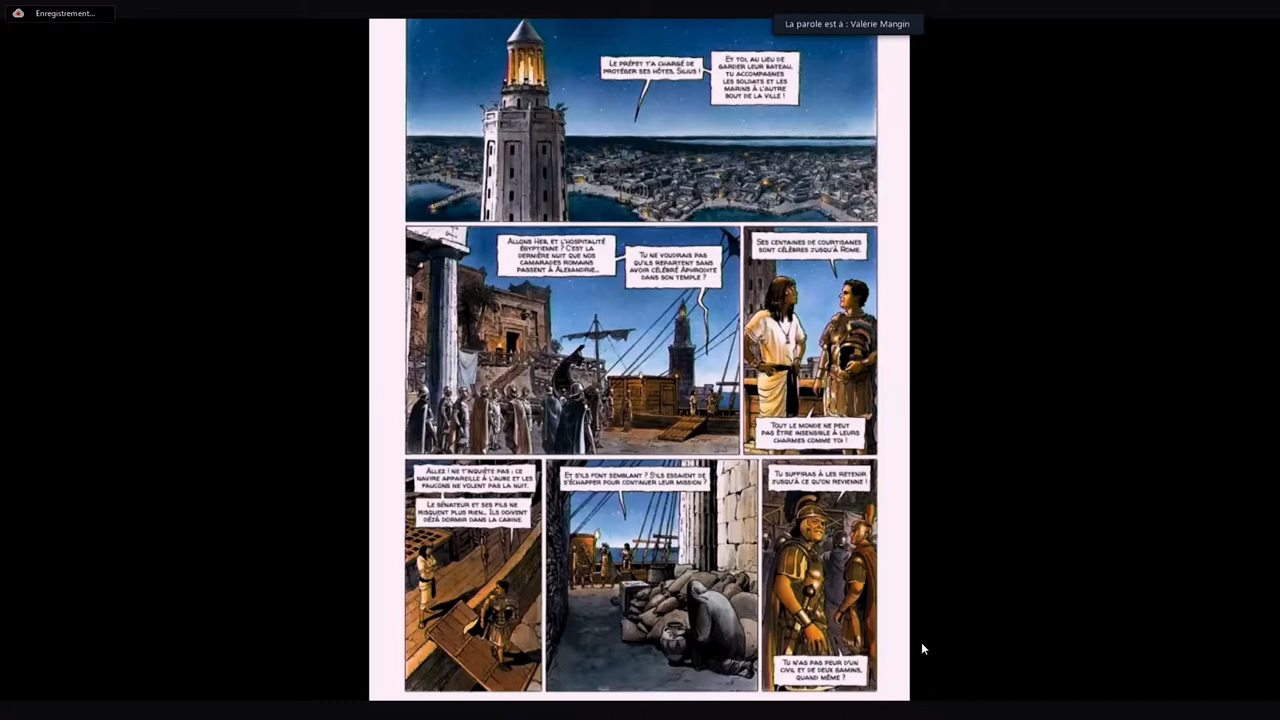 Enregistrement...
La parole est à : Valérie Mangin
LE PRÉFET T'A CHARGÉ DE
PROTÉGER SES HÔTES, SILIUS !
ET TOI, AU LIEU DE
GARDER LEUR BATEAU,
TU ACCOMPAGNES
LES SOLDATS ET LES
MARINS À L'AUTRE
BOUT DE LA VILLE !
ALLONS HER, ET L'HOSPITALITÉ
ÉGYPTIENNE ? C'EST LA
DERNIÈRE NUIT QUE NOS
CAMARADES ROMAINS
PASSENT À ALEXANDRIE...
TU NE VOUDRAIS PAS
QU'ILS REPARTENT SANS
AVOIR CÉLÉBRÉ APHRODITE
DANS SON TEMPLE ?
SES CENTAINES DE COURTISANES
SONT CÉLÈBRES JUSQU'À ROME.
TOUT LE MONDE NE PEUT
PAS ÊTRE INSENSIBLE À LEURS
CHARMES COMME TOI !
ALLEZ ! NE T'INQUIÈTE PAS : CE
NAVIRE APPAREILLE À L'AUBE ET LES
FAUCONS NE VOLENT PAS LA NUIT.
LE SÉNATEUR ET SES FILS NE
RISQUENT PLUS RIEN... ILS DOIVENT
DÉJÀ DORMIR DANS LA CABINE.
ET S'ILS FONT SEMBLANT ? S'ILS ESSAIENT DE
S'ÉCHAPPER POUR CONTINUER LEUR MISSION ?
TU SUFFIRAS À LES RETENIR
JUSQU'À CE QU'ON REVIENNE !
TU N'AS PAS PEUR D'UN
CIVIL ET DE DEUX GAMINS,
QUAND MÊME ?